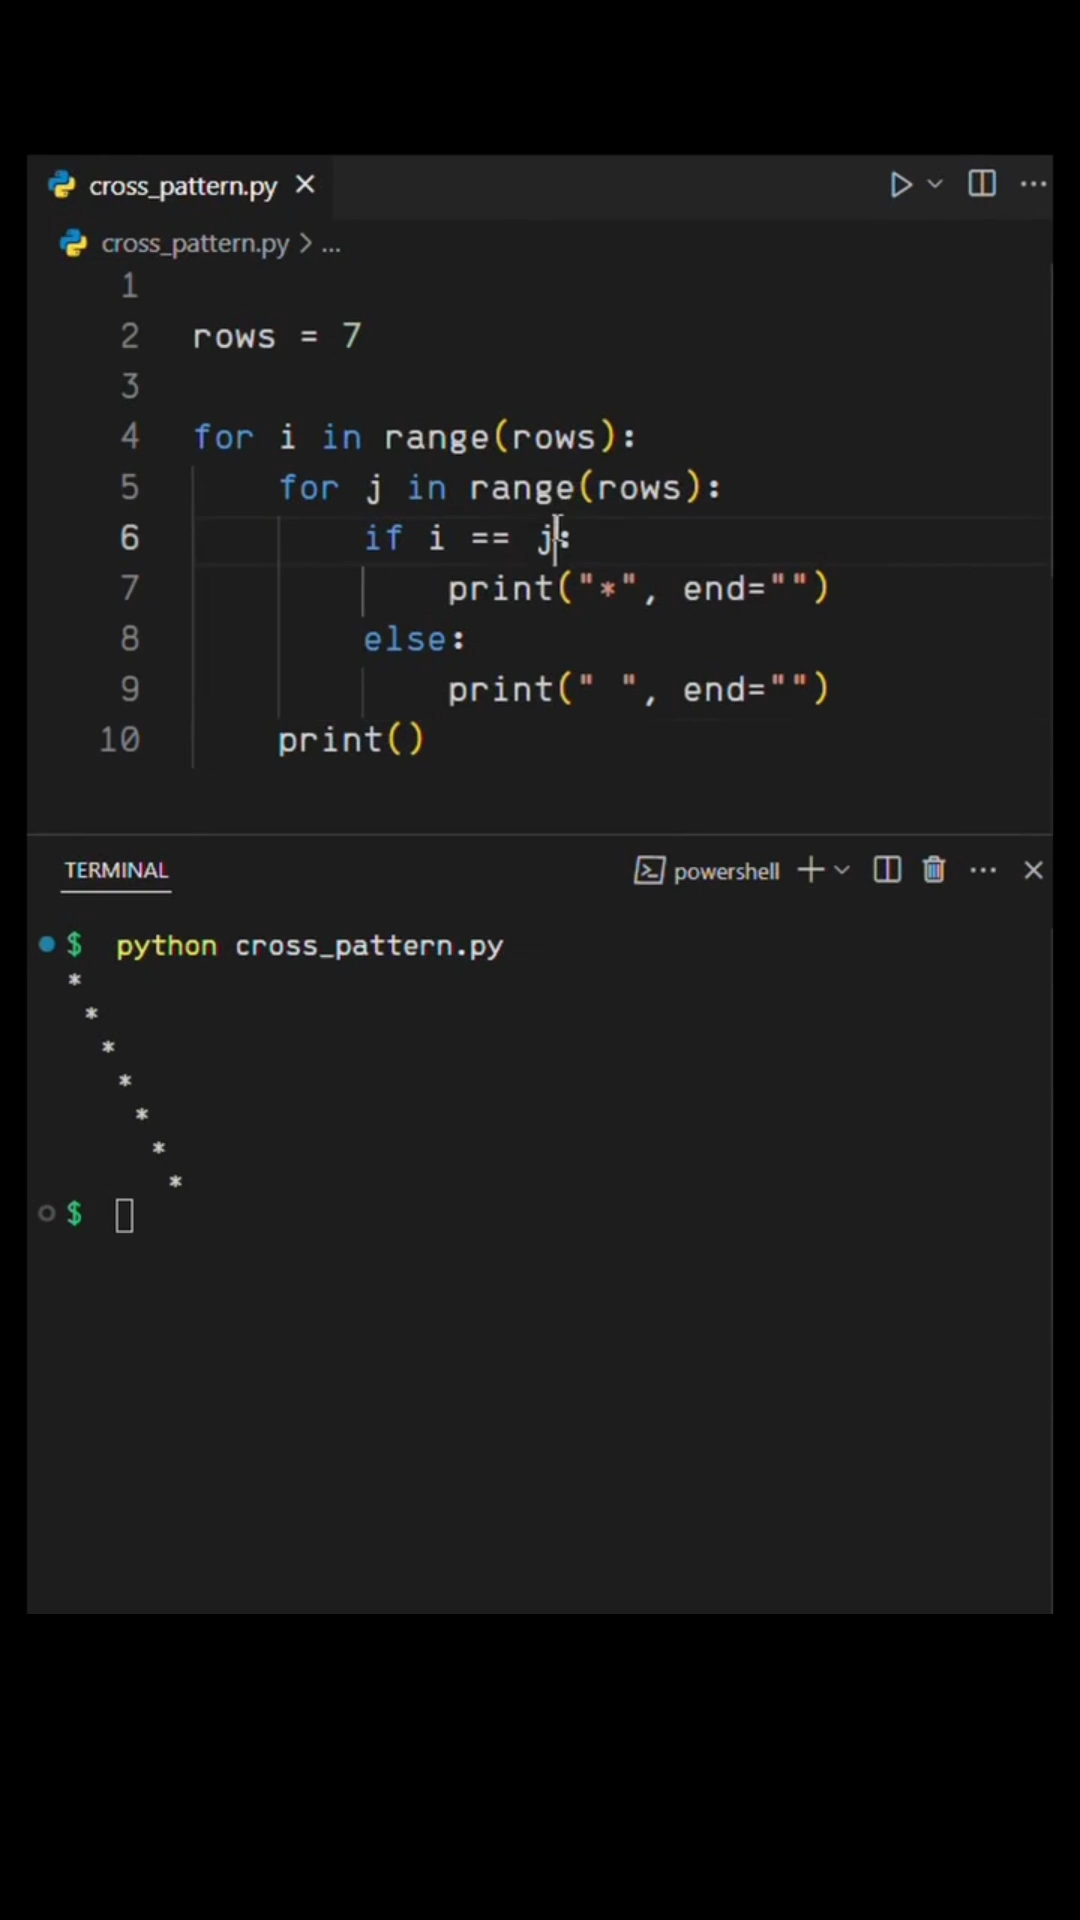 cross_pattern.py
cross_pattern.py > ...
1
2 rows = 7
3
4 for i in range(rows):
5     for j in range(rows):
6         if i == j:
7             print("*", end="")
8         else:
9             print(" ", end="")
10     print()
TERMINAL powershell
$ python cross_pattern.py
*
 *
  *
   *
    *
     *
      *
$